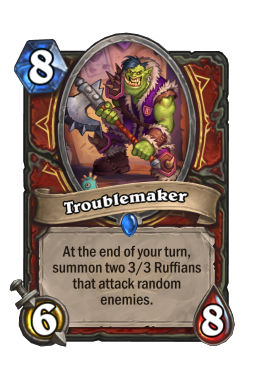 8
Troublemaker
At the end of your turn,
summon two 3/3 Ruffians
that attack random
enemies.
6
8